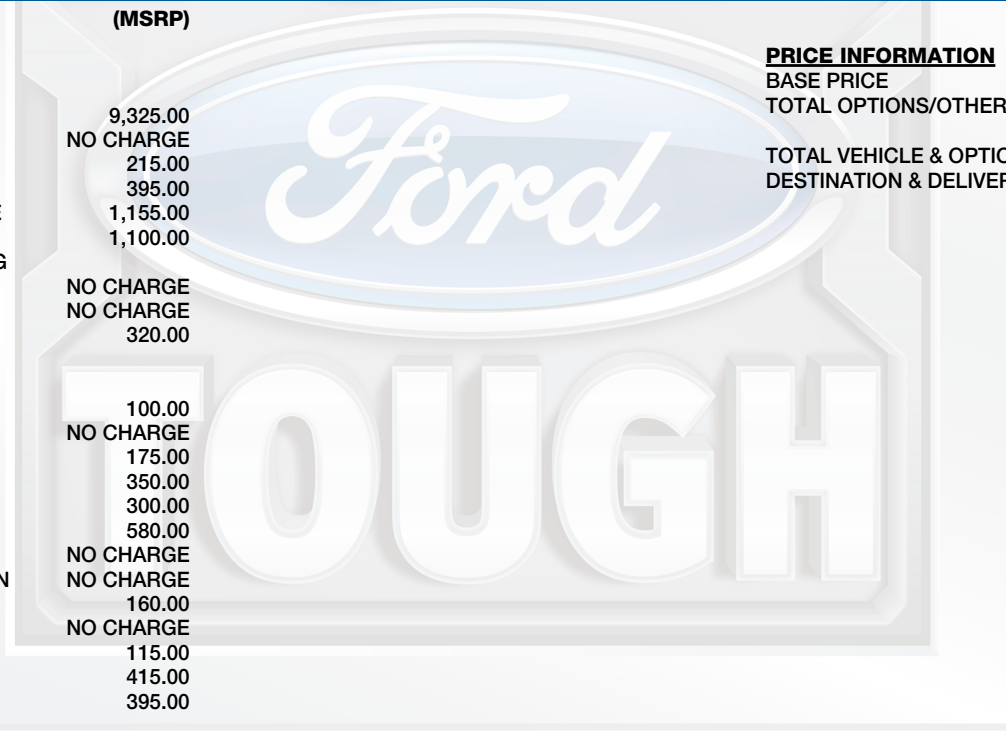 (MSRP)
9,325.00
NO CHARGE
215.00
395.00
E 1,155.00
1,100.00
G
NO CHARGE
NO CHARGE
320.00
100.00
NO CHARGE
175.00
350.00
300.00
580.00
NO CHARGE
N NO CHARGE
160.00
NO CHARGE
115.00
415.00
395.00
Ford
TOUGH
PRICE INFORMATION
BASE PRICE
TOTAL OPTIONS/OTHER
TOTAL VEHICLE & OPTIO
DESTINATION & DELIVER